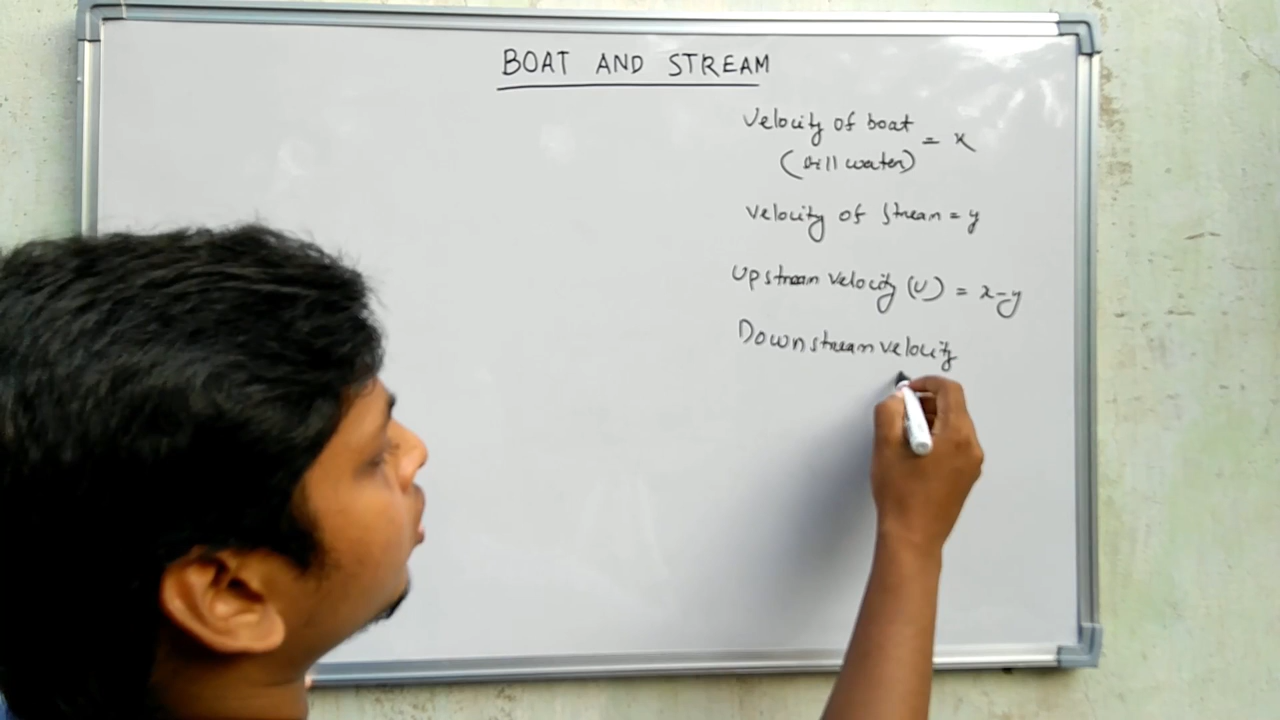 BOAT AND STREAM
Velocity of boat
(still water) = x
Velocity of Stream = y
Upstream velocity (U) = x-y
Downstream velocity